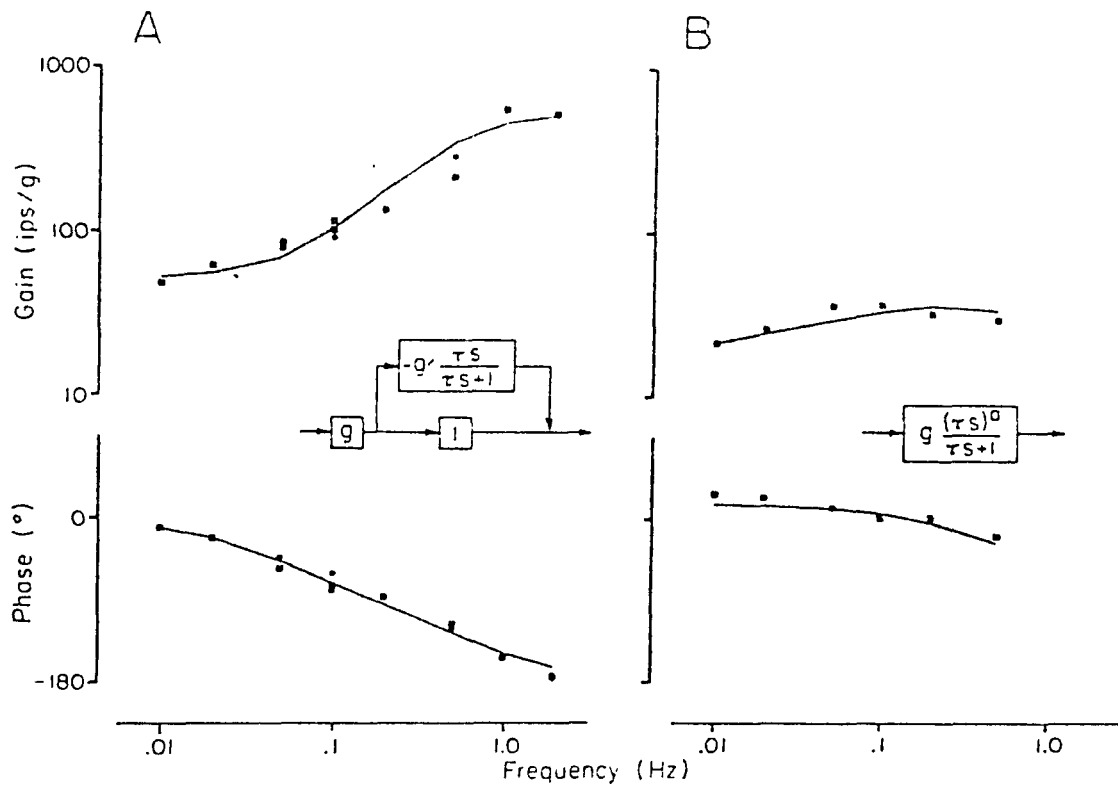 A
B
1000
100
10
Gain (ips/g)
-g' τs
τs+1
g
1
g (τs)^a
τs+1
0
-180
Phase (°)
.01
.1
1.0
.01
.1
1.0
Frequency (Hz)